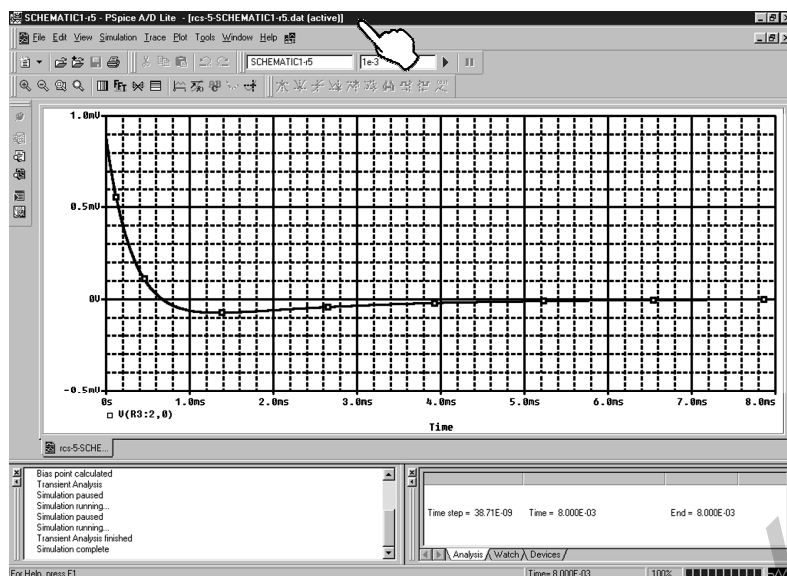 SCHEMATIC1-r5 - PSpice A/D Lite - [rcs-5-SCHEMATIC1-r5.dat (active)]
File Edit View Simulation Trace Plot Tools Window Help
SCHEMATIC1-r5 1e-3
1.0mV
0.5mV
0V
-0.5mV
0s 1.0ms 2.0ms 3.0ms 4.0ms 5.0ms 6.0ms 7.0ms 8.0ms
V(R3:2,0)
Time
rcs-5-SCHE...
Bias point calculated
Transient Analysis
Simulation paused
Simulation running...
Simulation paused
Simulation running...
Transient Analysis finished
Simulation complete
Time step = 38.71E-09 Time = 8.000E-03 End = 8.000E-03
Analysis Watch Devices
For Help, press F1 Time= 8.000E-03 100%